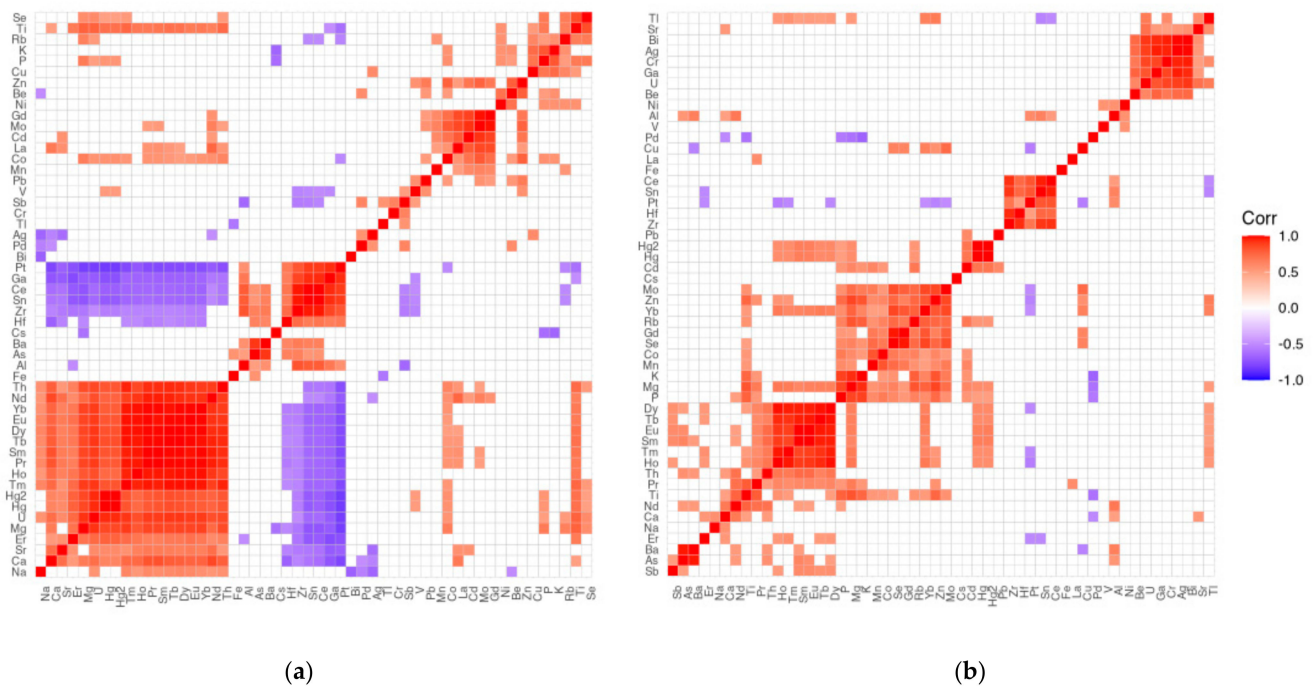 Se
Ti
Rb
K
P
Cu
Zn
Be
Ni
Gd
Mo
Cd
La
Co
Mn
Pb
V
Sb
Cr
Tl
Ag
Pd
Bi
Pt
Ga
Ce
Sn
Zr
Hf
Cs
Ba
As
Al
Fe
Th
Nd
Yb
Eu
Dy
Tb
Sm
Pr
Ho
Tm
Hg2
Hg
U
Mg
Er
Sr
Ca
Na
Na Ca Sr Er Mg U Hg Hg2 Tm Ho Pr Sm Tb Dy Eu Yb Nd Th Fe Al As Ba Cs Hf Zr Sn Ce Ga Pt Bi Pd Ag Tl Cr Sb V Pb Mn Co La Cd Mo Gd Ni Be Zn Cu P K Rb Ti Se
(a)
Tl
Sr
Bi
Ag
Cr
Ga
U
Be
Ni
Al
V
Pd
Cu
La
Fe
Ce
Sn
Pt
Hf
Zr
Pb
Hg2
Hg
Cd
Cs
Mo
Zn
Yb
Rb
Gd
Se
Co
Mn
K
Mg
P
Dy
Tb
Eu
Sm
Tm
Ho
Th
Pr
Ti
Nd
Ca
Na
Er
Ba
As
Sb
Sb As Ba Er Na Ca Nd Ti Pr Th Ho Tm Sm Eu Tb Dy P Mg K Mn Co Se Gd Rb Yb Zn Mo Cs Cd Hg Hg2 Pb Zr Hf Pt Sn Ce Fe La Cu Pd V Al Ni Be U Ga Cr Ag Bi Sr Tl
(b)
Corr
1.0
0.5
0.0
-0.5
-1.0